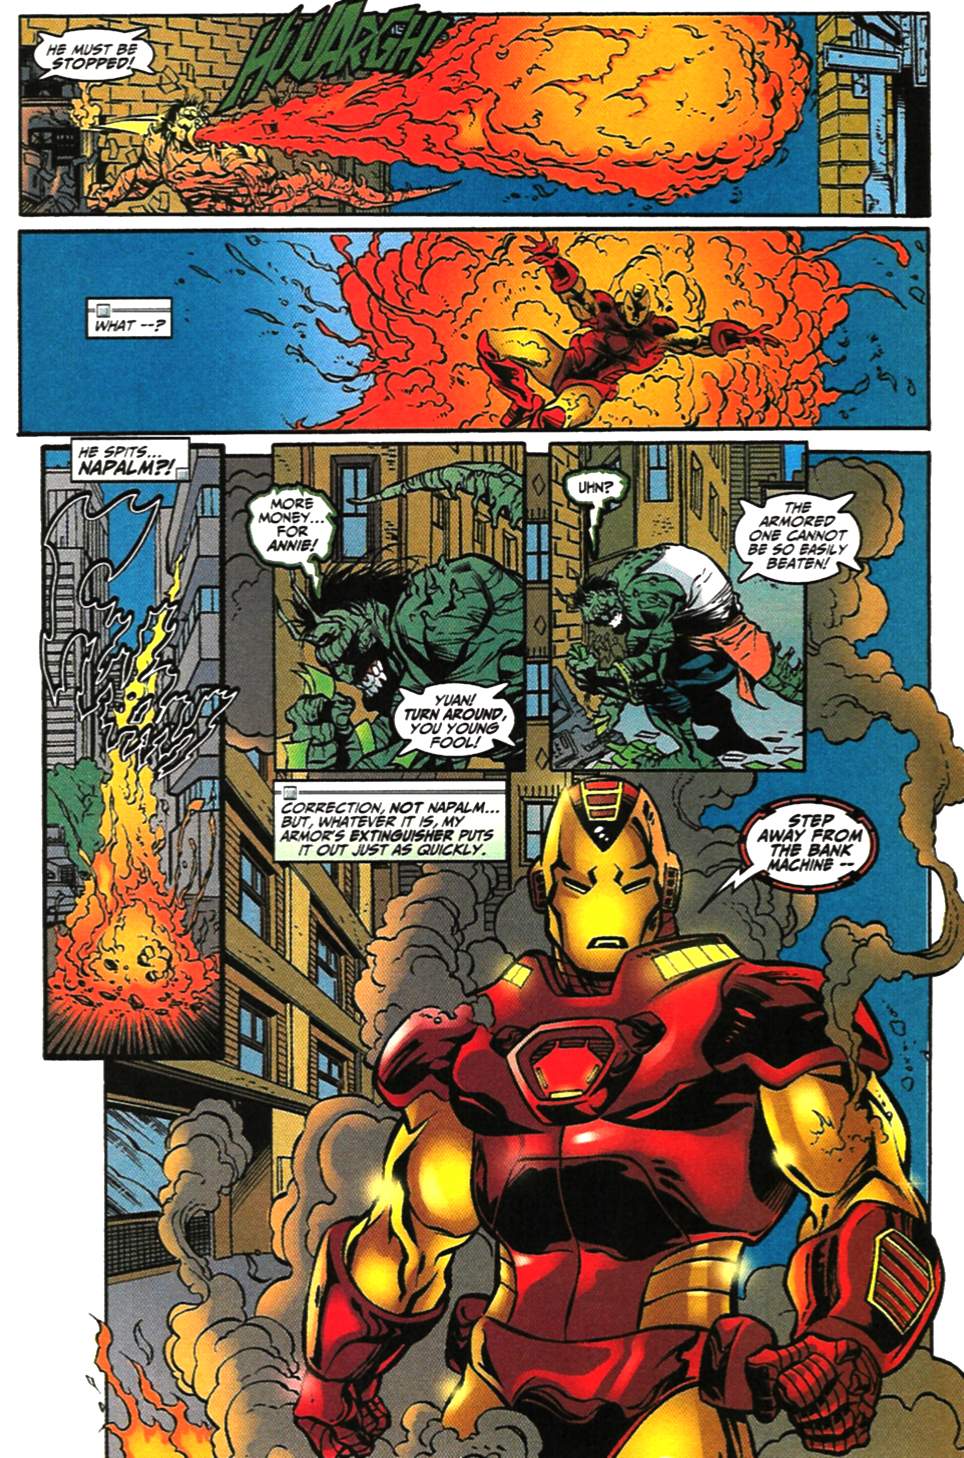 HE MUST BE
STOPPED!
HUUARGH!
WHAT --?
HE SPITS...
NAPALM?!
MORE
MONEY...
FOR
ANNIE!
YUAN!
TURN AROUND,
YOU YOUNG
FOOL!
UHN?
THE
ARMORED
ONE CANNOT
BE SO EASILY
BEATEN!
CORRECTION, NOT NAPALM...
BUT, WHATEVER IT IS, MY
ARMOR'S EXTINGUISHER PUTS
IT OUT JUST AS QUICKLY.
STEP
AWAY FROM
THE BANK
MACHINE --